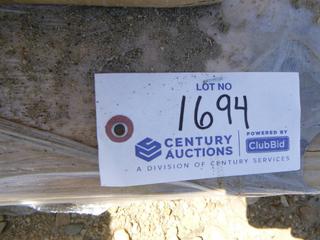 LOT NO
1694
CENTURY AUCTIONS
POWERED BY
ClubBid
A DIVISION OF CENTURY SERVICES